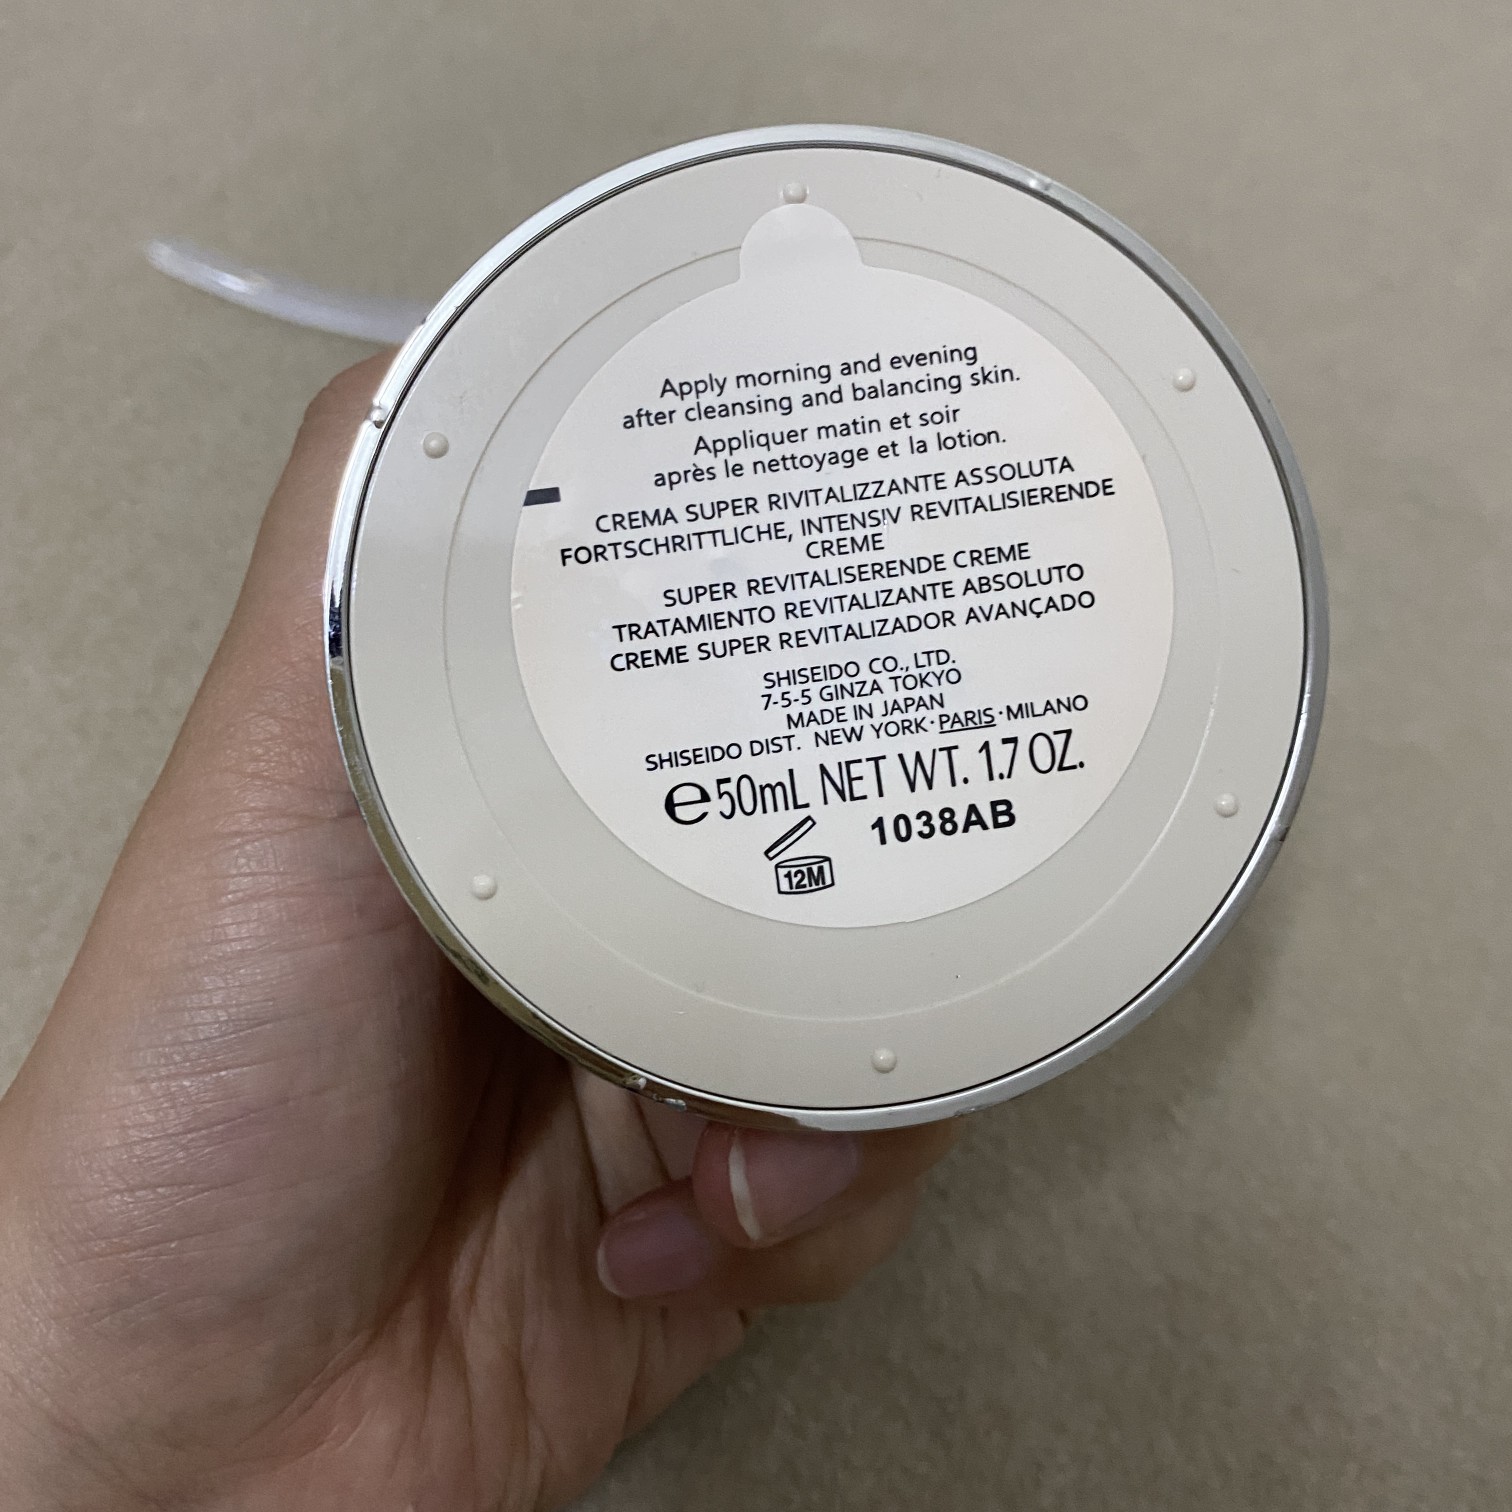 Apply morning and evening
after cleansing and balancing skin.
Appliquer matin et soir
après le nettoyage et la lotion.
CREMA SUPER RIVITALIZZANTE ASSOLUTA
FORTSCHRITTLICHE, INTENSIV REVITALISIERENDE
CREME
SUPER REVITALISERENDE CREME
TRATAMIENTO REVITALIZANTE ABSOLUTO
CREME SUPER REVITALIZADOR AVANÇADO
SHISEIDO CO., LTD.
7-5-5 GINZA TOKYO
MADE IN JAPAN
SHISEIDO DIST. NEW YORK·PARIS·MILANO
℮50mL NET WT. 1.7 OZ.
1038AB
12M